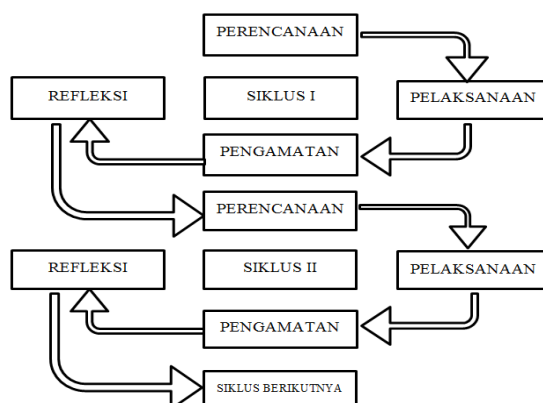 PERENCANAAN
REFLEKSI
SIKLUS I
PELAKSANAAN
PENGAMATAN
PERENCANAAN
REFLEKSI
SIKLUS II
PELAKSANAAN
PENGAMATAN
SIKLUS BERIKUTNYA